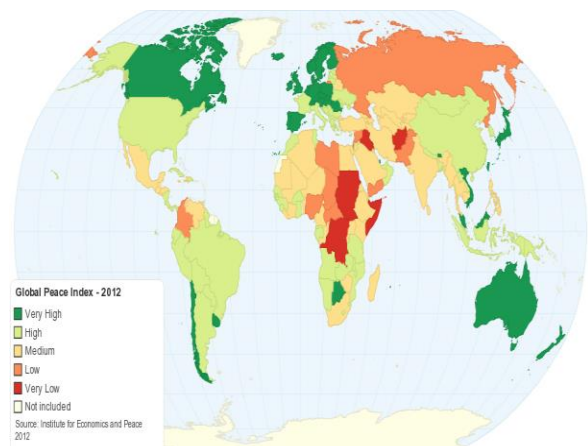 Global Peace Index - 2012
Very High
High
Medium
Low
Very Low
Not included
Source: Institute for Economics and Peace
2012